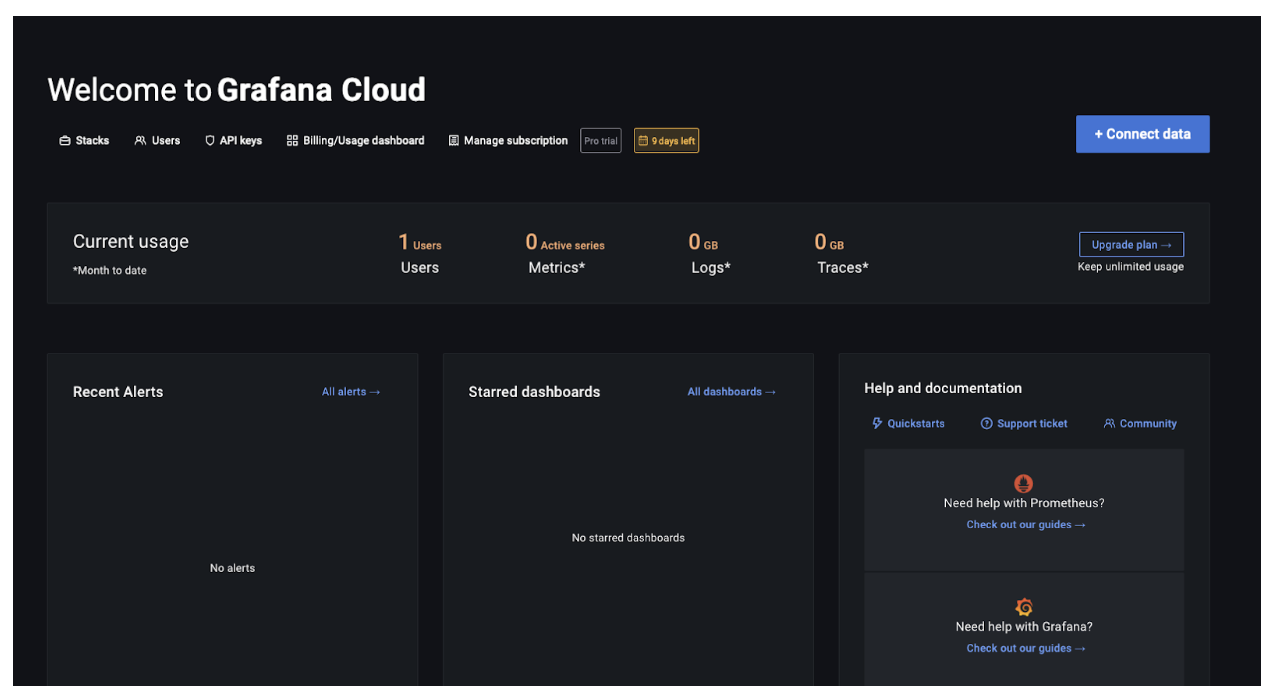 Welcome to Grafana Cloud
Stacks
Users
API keys
Billing/Usage dashboard
Manage subscription
Pro trial
9 days left
+ Connect data
Current usage
*Month to date
1 Users
Users
0 Active series
Metrics*
0 GB
Logs*
0 GB
Traces*
Upgrade plan →
Keep unlimited usage
Recent Alerts
All alerts →
No alerts
Starred dashboards
All dashboards →
No starred dashboards
Help and documentation
Quickstarts
Support ticket
Community
Need help with Prometheus?
Check out our guides →
Need help with Grafana?
Check out our guides →